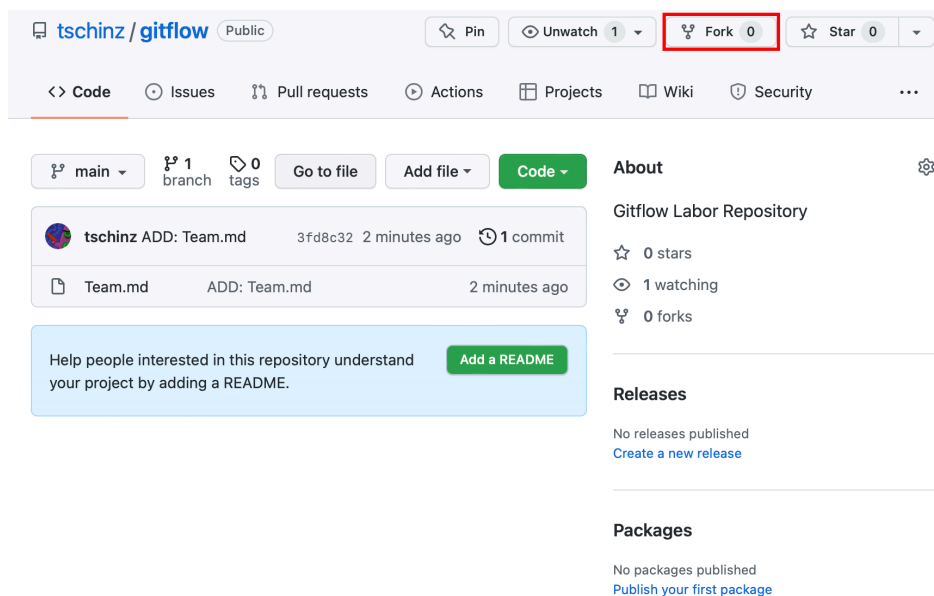 tschinz / gitflow Public Pin Unwatch 1 Fork 0 Star 0
Code Issues Pull requests Actions Projects Wiki Security ...
main 1 branch 0 tags Go to file Add file Code
tschinz ADD: Team.md 3fd8c32 2 minutes ago 1 commit
Team.md ADD: Team.md 2 minutes ago
Help people interested in this repository understand
your project by adding a README.
Add a README
About
Gitflow Labor Repository
0 stars
1 watching
0 forks
Releases
No releases published
Create a new release
Packages
No packages published
Publish your first package